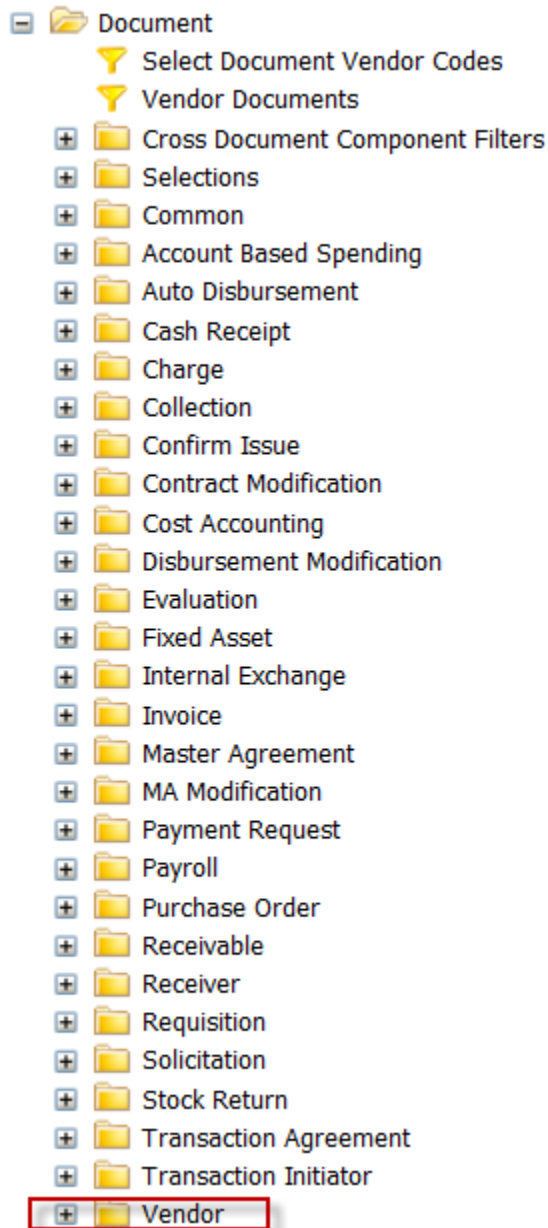 Document
Select Document Vendor Codes
Vendor Documents
Cross Document Component Filters
Selections
Common
Account Based Spending
Auto Disbursement
Cash Receipt
Charge
Collection
Confirm Issue
Contract Modification
Cost Accounting
Disbursement Modification
Evaluation
Fixed Asset
Internal Exchange
Invoice
Master Agreement
MA Modification
Payment Request
Payroll
Purchase Order
Receivable
Receiver
Requisition
Solicitation
Stock Return
Transaction Agreement
Transaction Initiator
Vendor